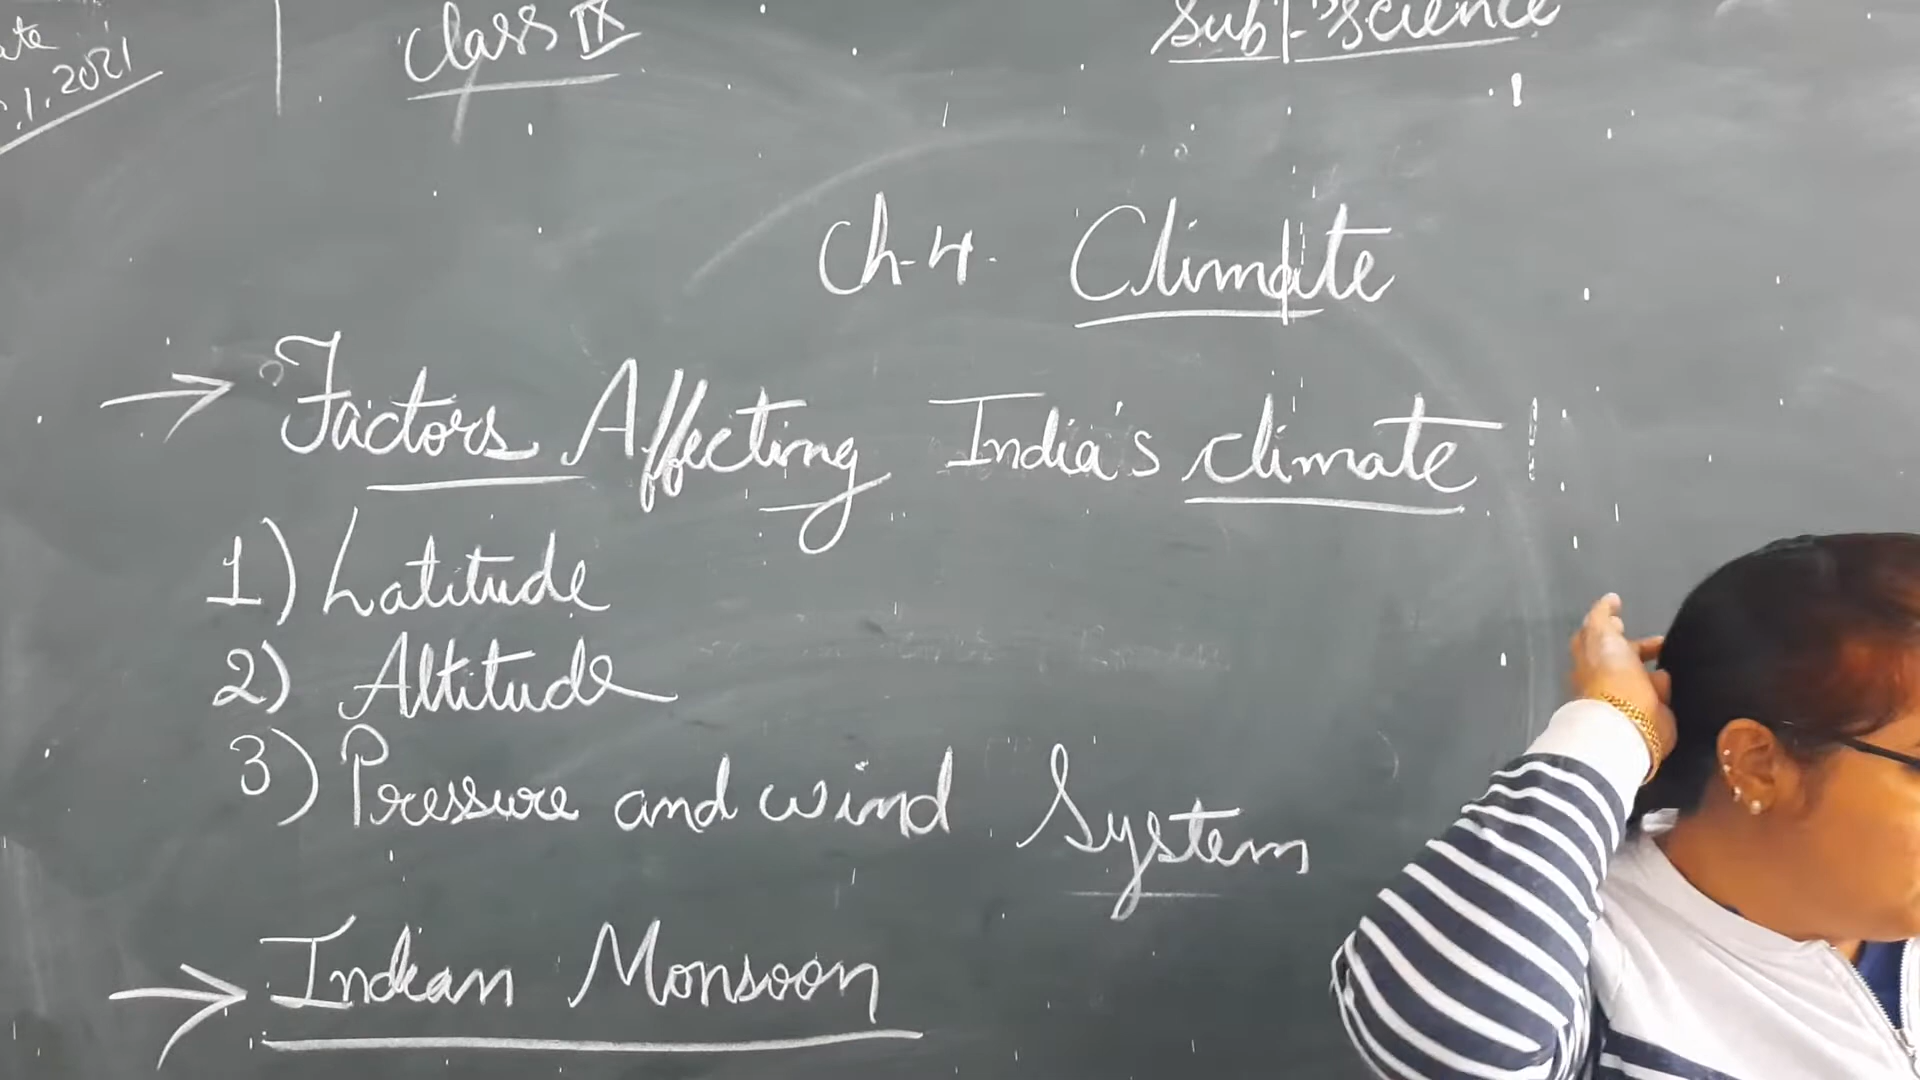 ate
.1.2021
Class IX
Sub - Science
Ch-4. Climate
→ Factors Affecting India's climate
1) Latitude
2) Altitude
3) Pressure and wind System
→ Indian Monsoon